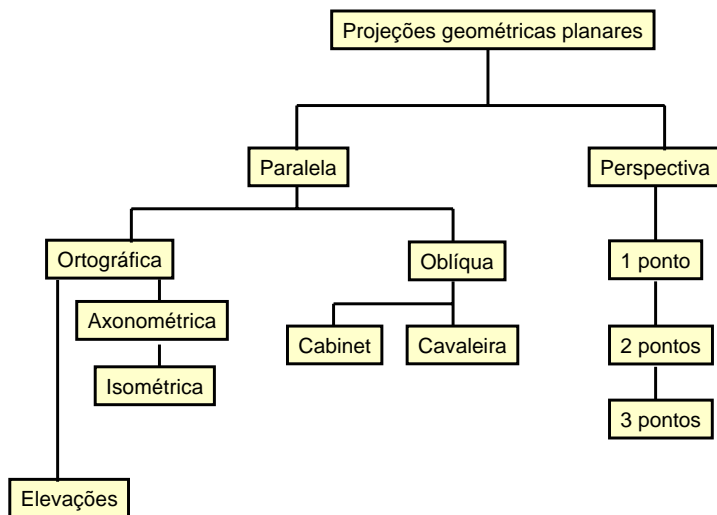 Projeções geométricas planares
Paralela
Perspectiva
Ortográfica
Oblíqua
1 ponto
Axonométrica
Cabinet
Cavaleira
2 pontos
Isométrica
3 pontos
Elevações